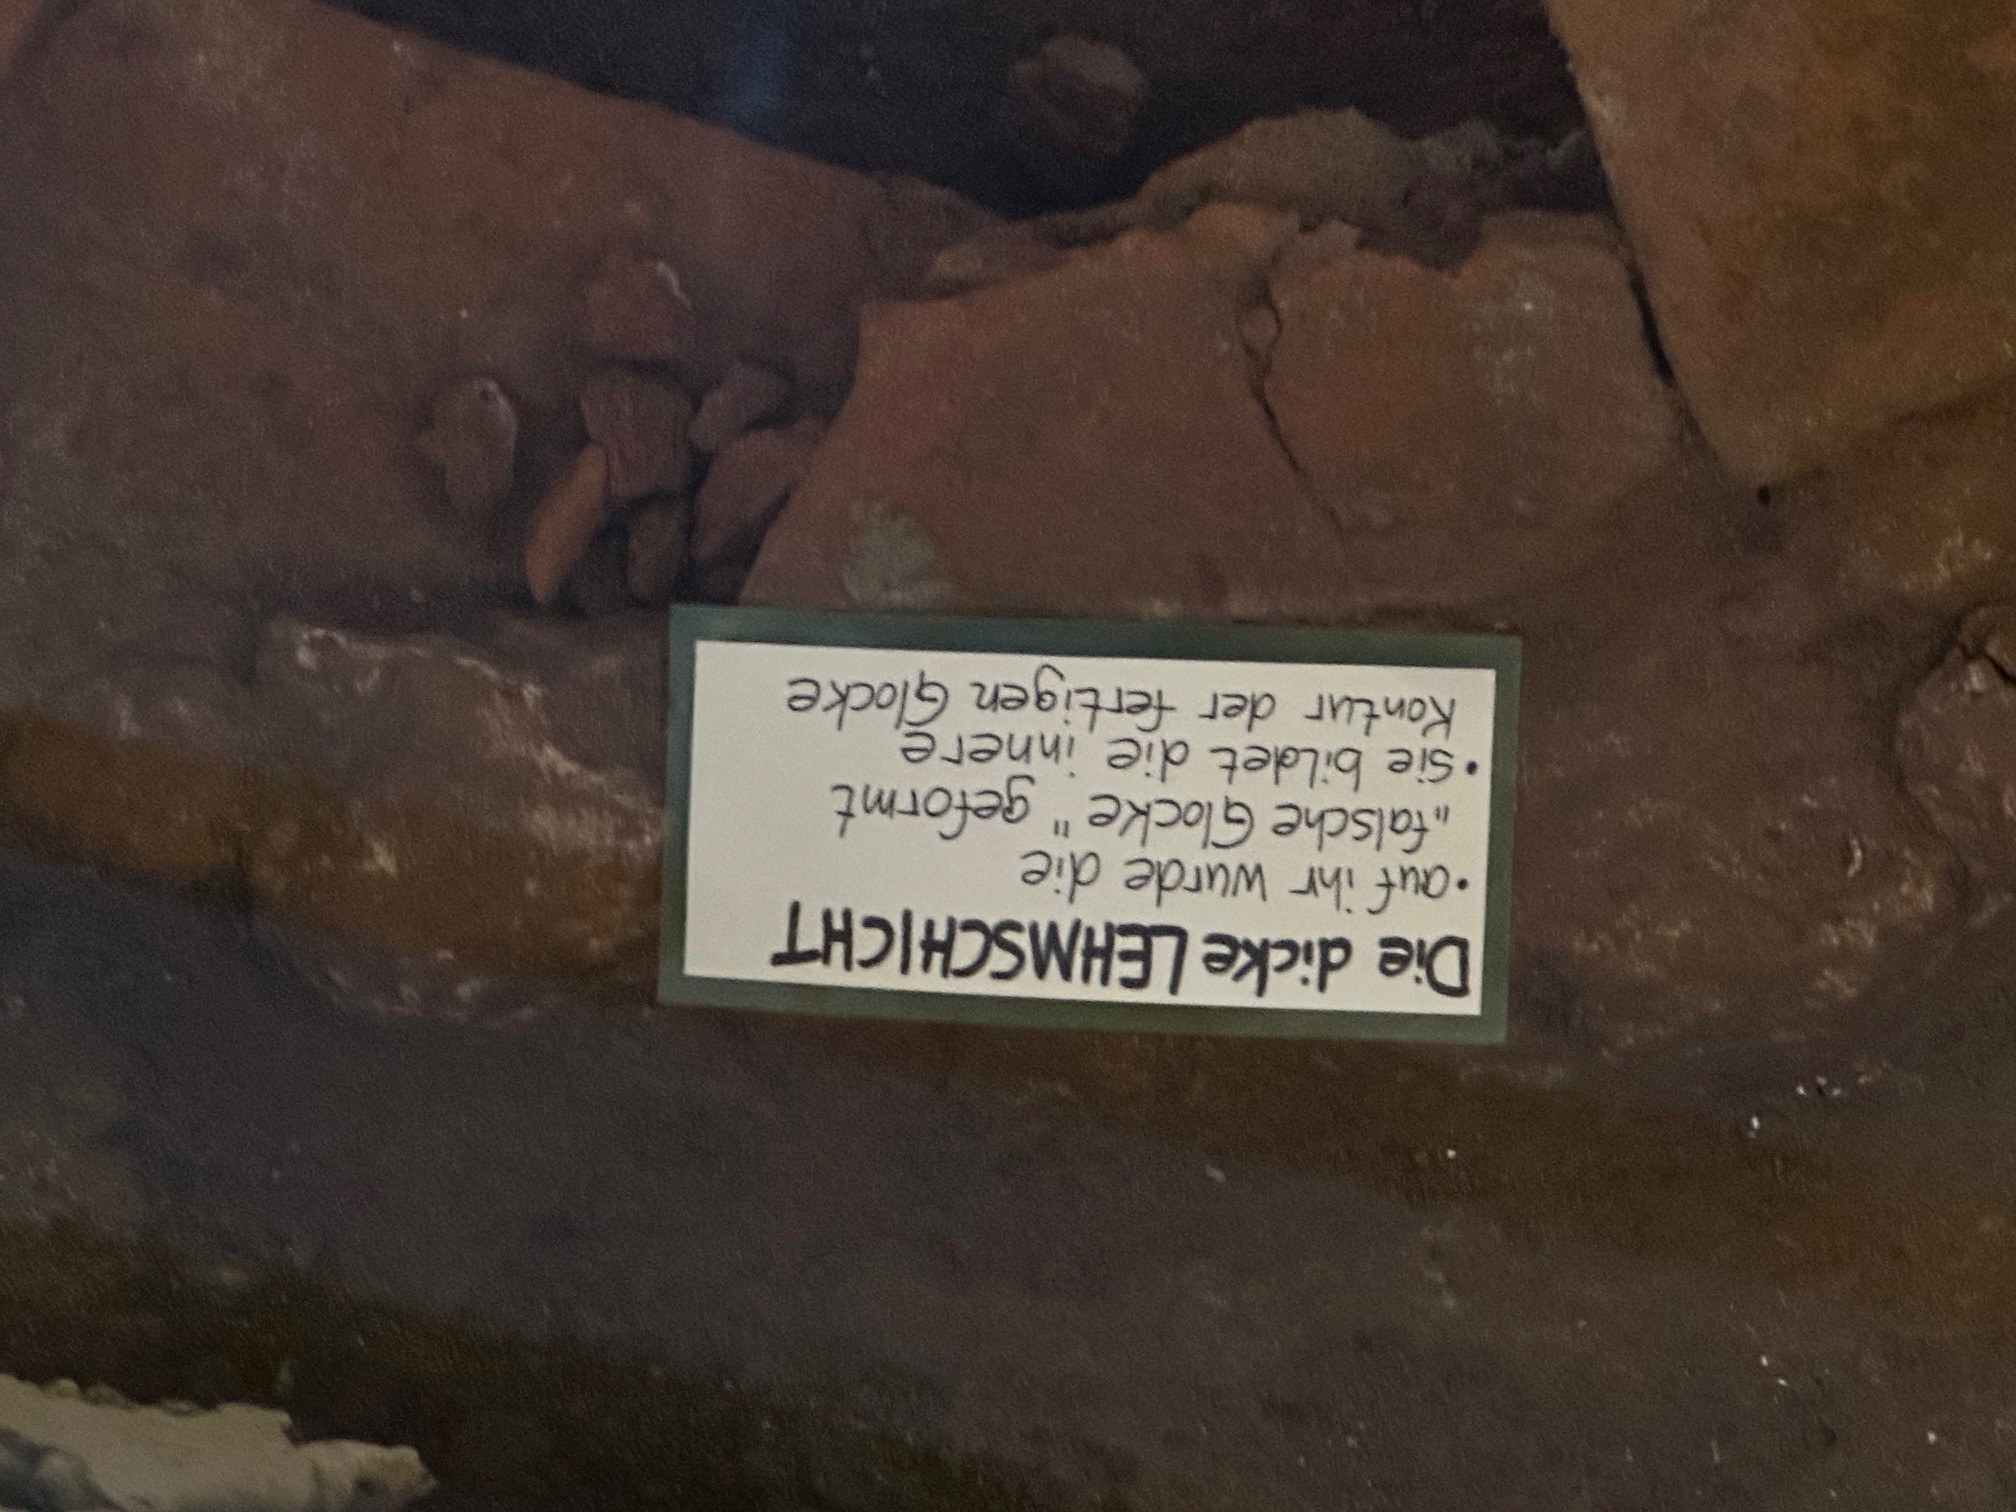 Die dicke LEHMSCHICHT
• auf ihr wurde die
„falsche Glocke" geformt
• Sie bildet die innere
Kontur der fertigen Glocke